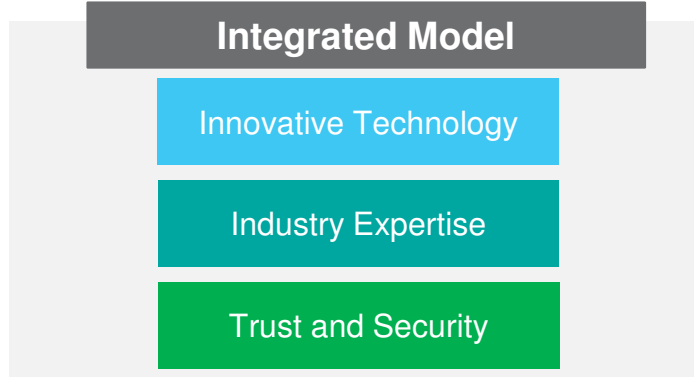 Integrated Model
Innovative Technology
Industry Expertise
Trust and Security